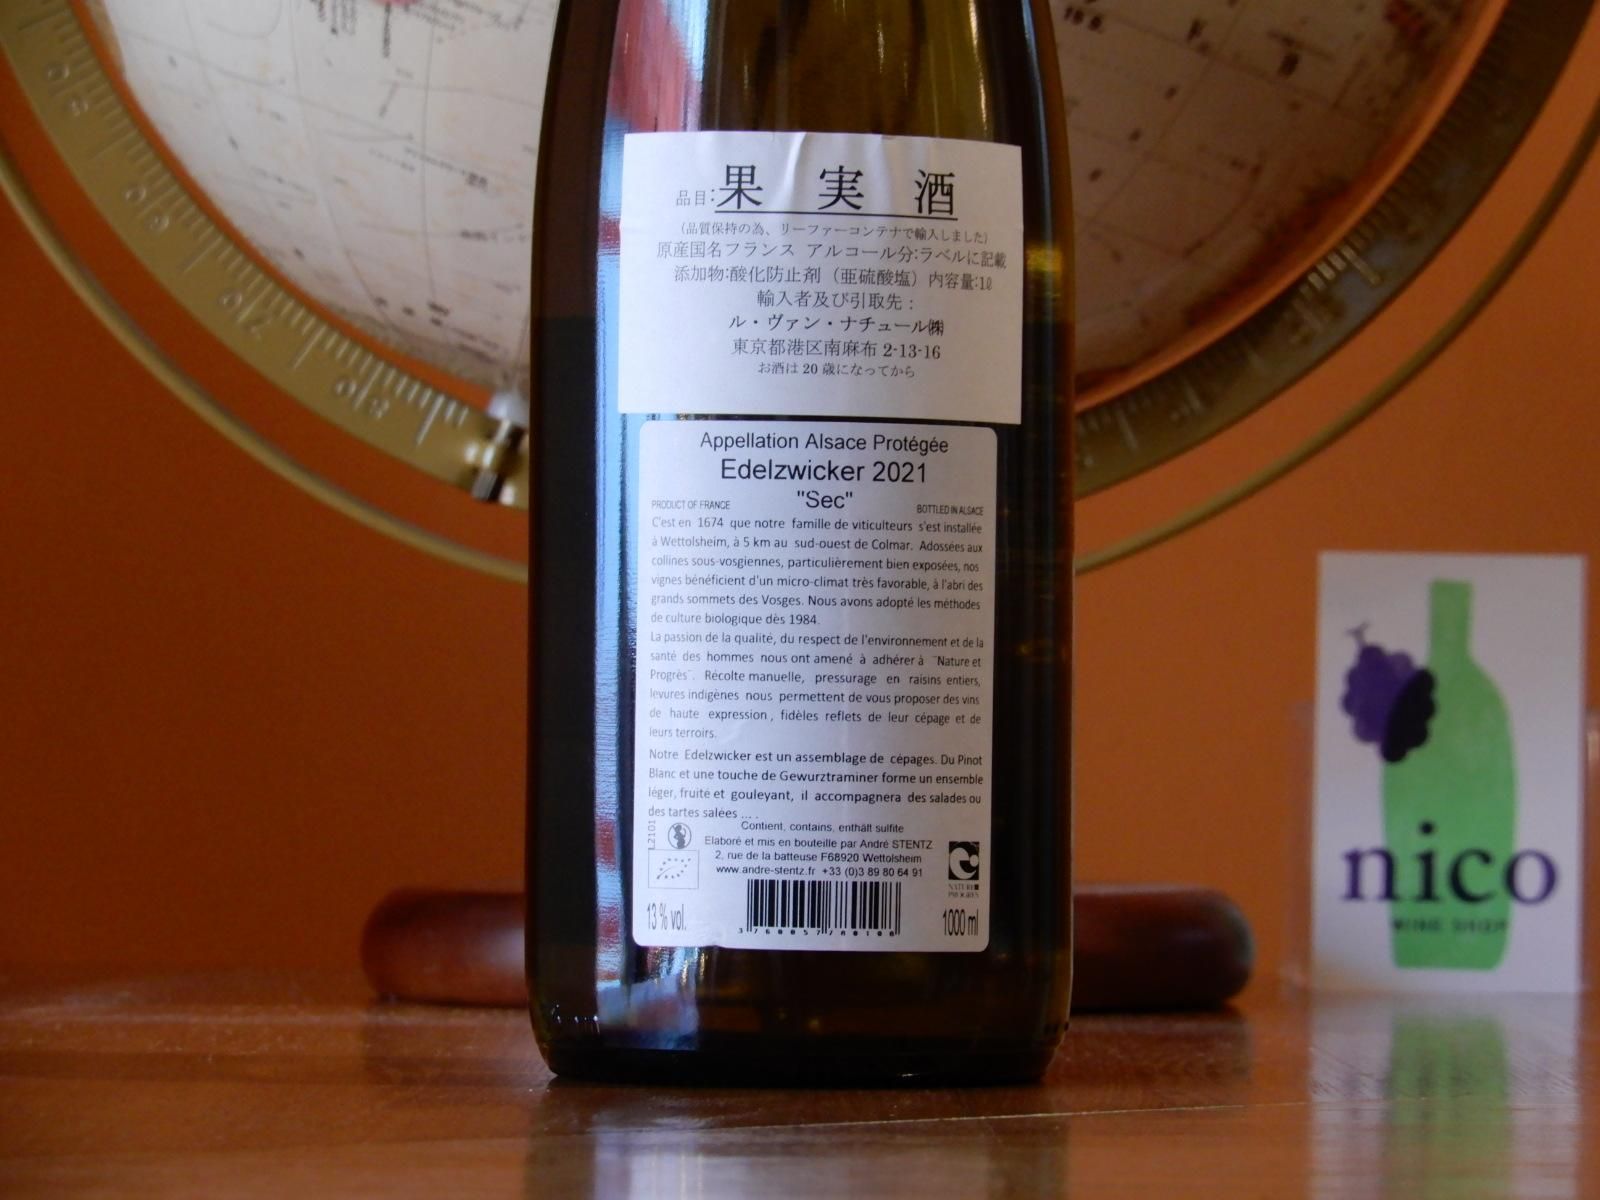 品目:果 実 酒
(品質保持の為、リーファーコンテナで輸入しました)
原産国名フランス アルコール分:ラベルに記載
添加物:酸化防止剤(亜硫酸塩)内容量:1ℓ
輸入者及び引取先:
ル・ヴァン・ナチュール㈱
東京都港区南麻布 2-13-16
お酒は 20 歳になってから
Appellation Alsace Protégée
Edelzwicker 2021
"Sec"
PRODUCT OF FRANCE
BOTTLED IN ALSACE
C'est en 1674 que notre famille de viticulteurs s'est installée
à Wettolsheim, à 5 km au sud-ouest de Colmar. Adossées aux
collines sous-vosgiennes, particulièrement bien exposées, nos
vignes bénéficient d'un micro-climat très favorable, à l'abri des
grands sommets des Vosges. Nous avons adopté les méthodes
de culture biologique dès 1984.
La passion de la qualité, du respect de l'environnement et de la
santé des hommes nous ont amené à adhérer à ¨Nature et
Progrès¨. Récolte manuelle, pressurage en raisins entiers,
levures indigènes nous permettent de vous proposer des vins
de haute expression, fidèles reflets de leur cépage et de
leurs terroirs.
Notre Edelzwicker est un assemblage de cépages. Du Pinot
Blanc et une touche de Gewurztraminer forme un ensemble
léger, fruité et gouleyant, il accompagnera des salades ou
des tartes salées ... .
L2101
Contient, contains, enthält sulfite
Elaboré et mis en bouteille par André STENTZ
2, rue de la batteuse F68920 Wettolsheim
www.andre-stentz.fr +33 (0)3 89 80 64 91
NATURE
PROGRES
13 % vol.
3 760057 780108
1000 ml
nico
WINE SHOP